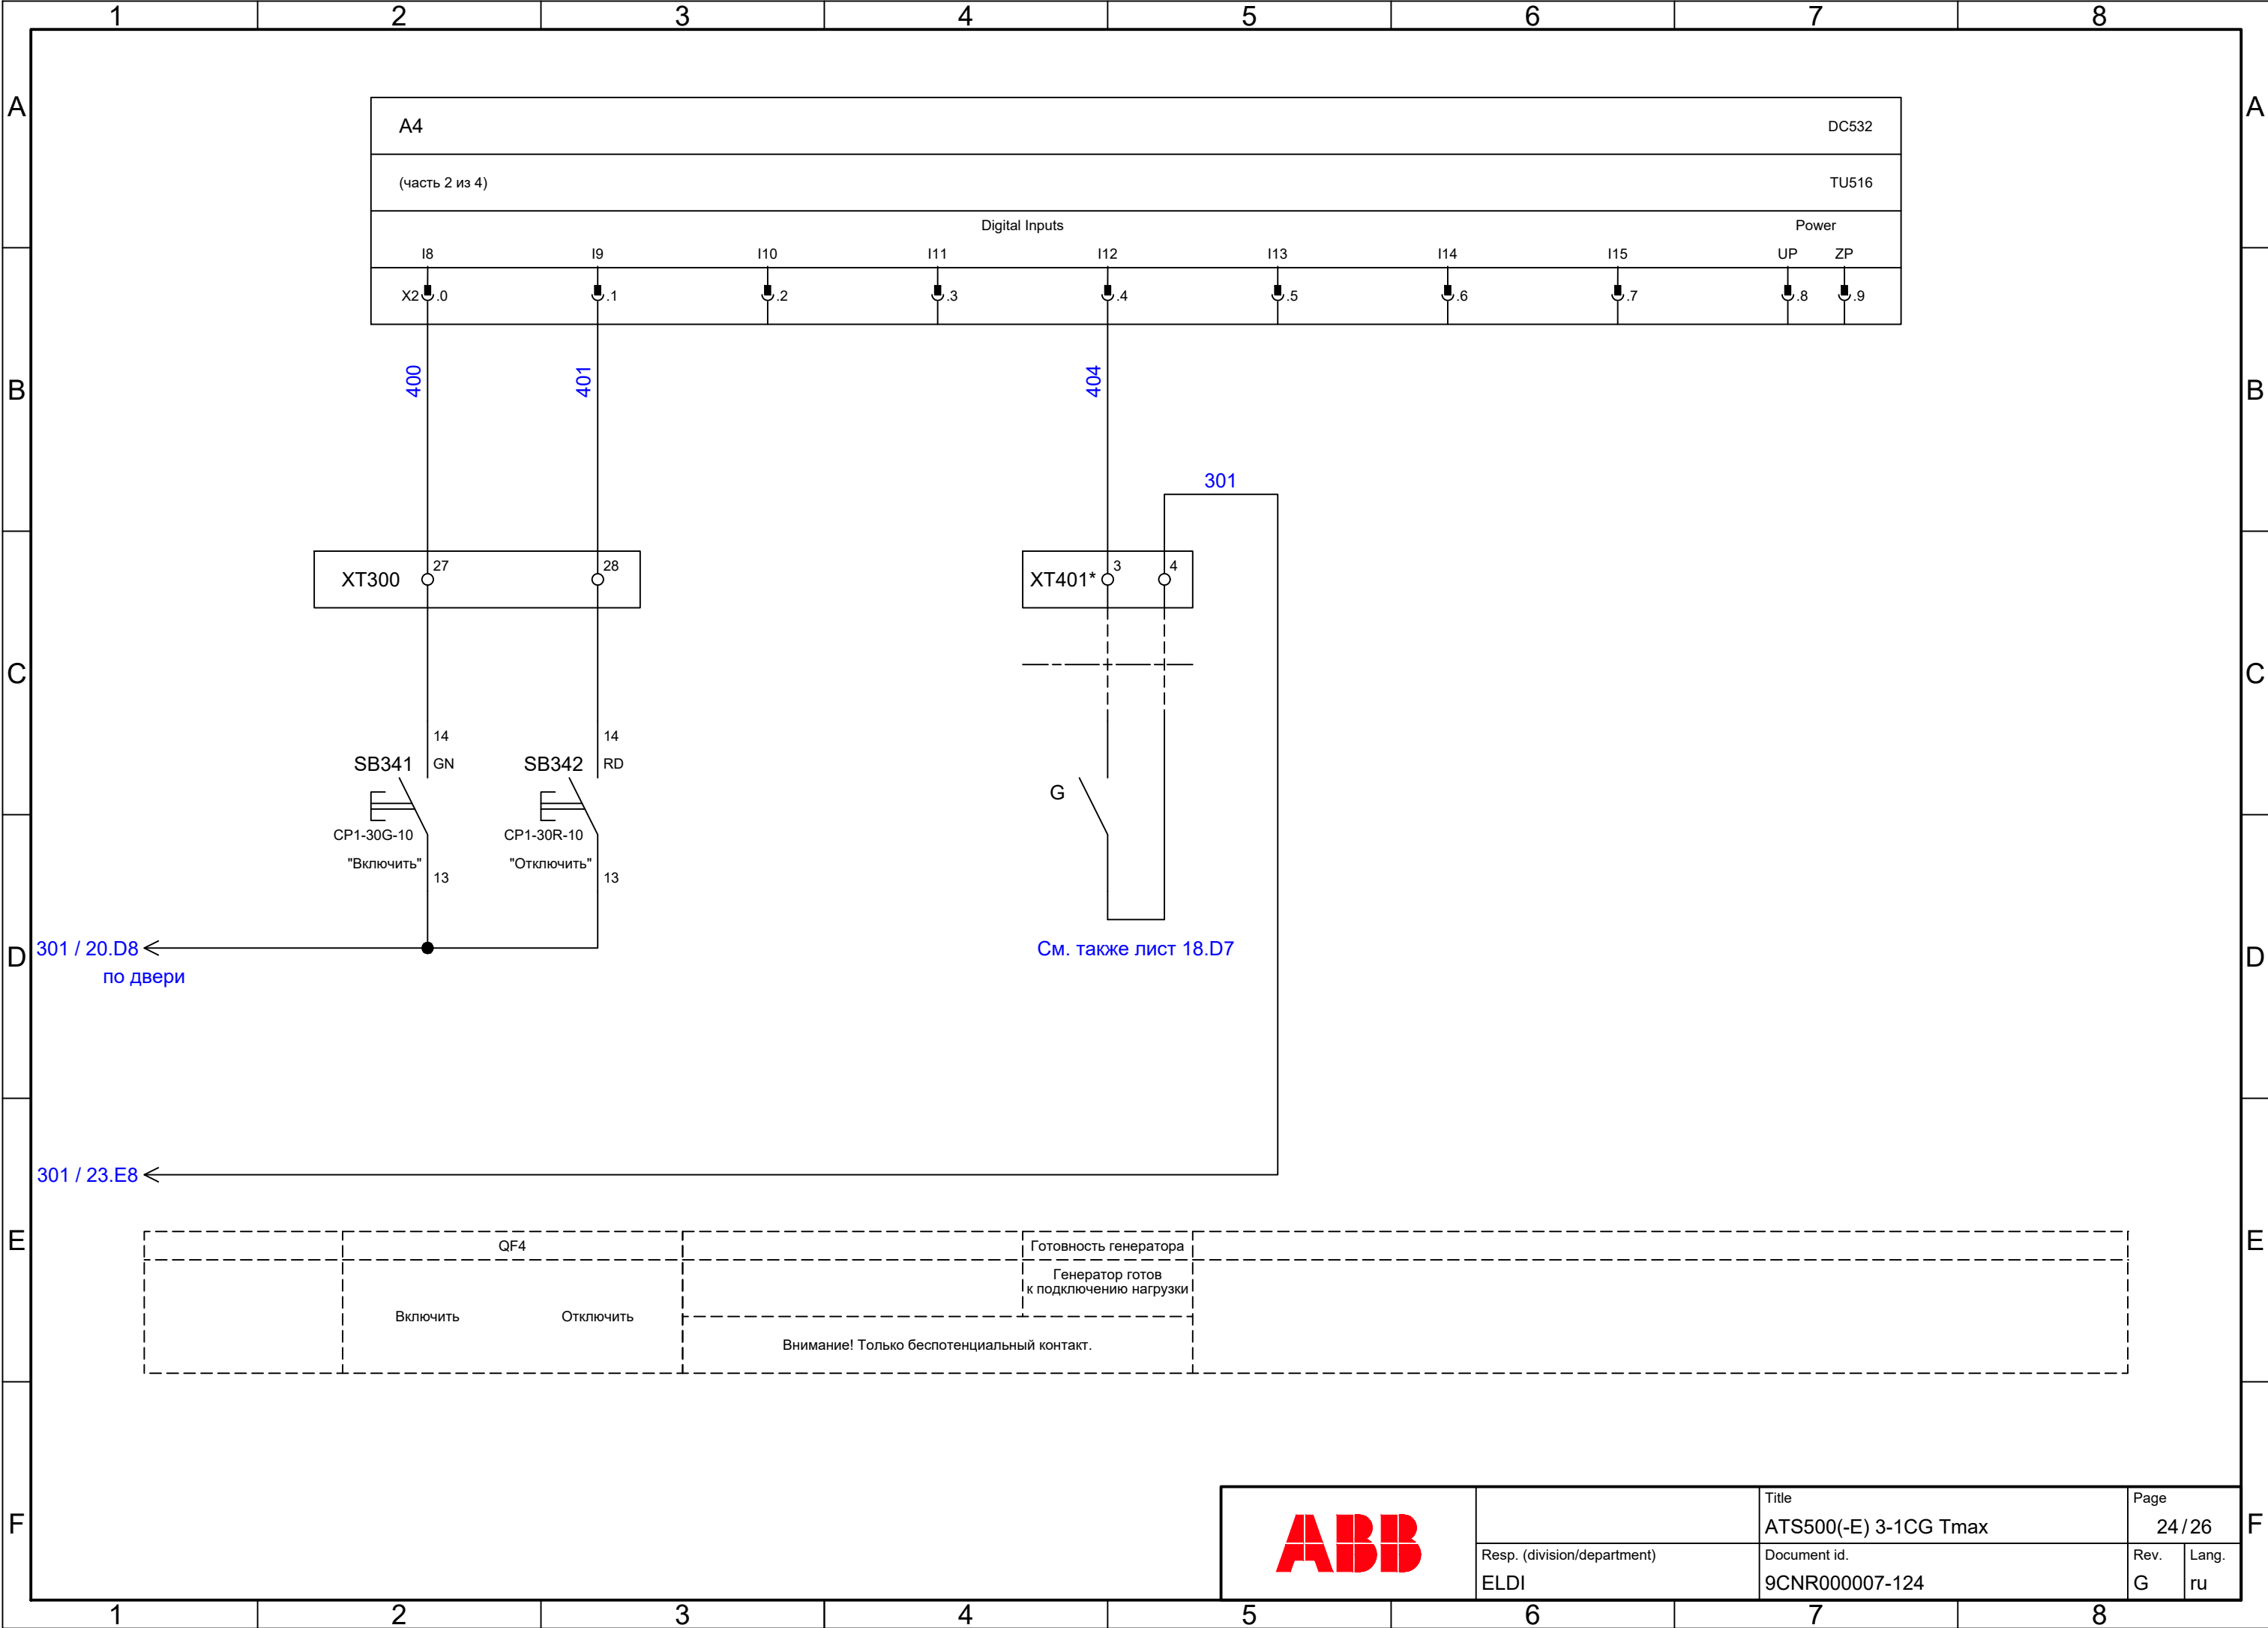 1 2 3 4 5 6 7 8
A A
A4 DC532
(часть 2 из 4) TU516
Digital Inputs Power
I8 I9 I10 I11 I12 I13 I14 I15 UP ZP
X2 .0 .1 .2 .3 .4 .5 .6 .7 .8 .9
400 401 404
B B
301
XT300 27 28 XT401* 3 4
C C
14 14
SB341 GN SB342 RD
G
CP1-30G-10 CP1-30R-10
"Включить" "Отключить"
13 13
301 / 20.D8 См. также лист 18.D7
D D
по двери
301 / 23.E8
E E
QF4 Готовность генератора
Генератор готов
к подключению нагрузки
Включить Отключить
Внимание! Только беспотенциальный контакт.
ABB
Title Page
F ATS500(-E) 3-1CG Tmax 24/26 F
Resp. (division/department) Document id. Rev. Lang.
ELDI 9CNR000007-124 G ru
1 2 3 4 5 6 7 8